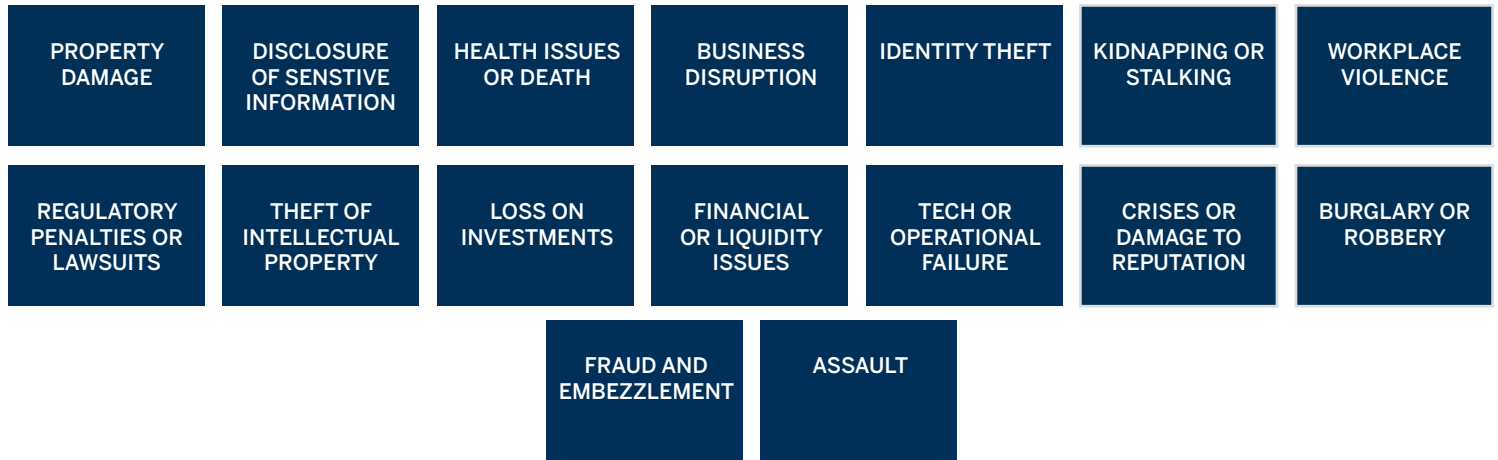 PROPERTY
DAMAGE
DISCLOSURE
OF SENSTIVE
INFORMATION
HEALTH ISSUES
OR DEATH
BUSINESS
DISRUPTION
IDENTITY THEFT
KIDNAPPING OR
STALKING
WORKPLACE
VIOLENCE
REGULATORY
PENALTIES OR
LAWSUITS
THEFT OF
INTELLECTUAL
PROPERTY
LOSS ON
INVESTMENTS
FINANCIAL
OR LIQUIDITY
ISSUES
TECH OR
OPERATIONAL
FAILURE
CRISES OR
DAMAGE TO
REPUTATION
BURGLARY OR
ROBBERY
FRAUD AND
EMBEZZLEMENT
ASSAULT